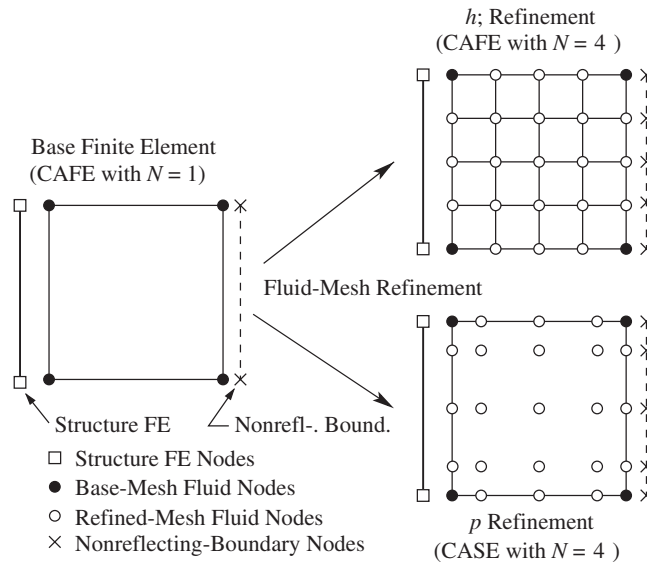 h; Refinement
(CAFE with N = 4 )
Base Finite Element
(CAFE with N = 1)
Fluid-Mesh Refinement
Structure FE
Nonrefl-. Bound.
Structure FE Nodes
Base-Mesh Fluid Nodes
Refined-Mesh Fluid Nodes
Nonreflecting-Boundary Nodes
p Refinement
(CASE with N = 4 )